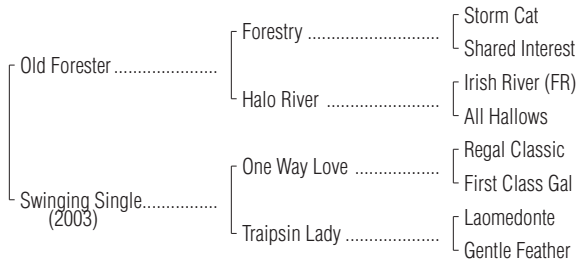 Storm Cat
Forestry
Shared Interest
Old Forester
Irish River (FR)
Halo River
All Hallows
Regal Classic
One Way Love
First Class Gal
Swinging Single
(2003)
Laomedonte
Traipsin Lady
Gentle Feather